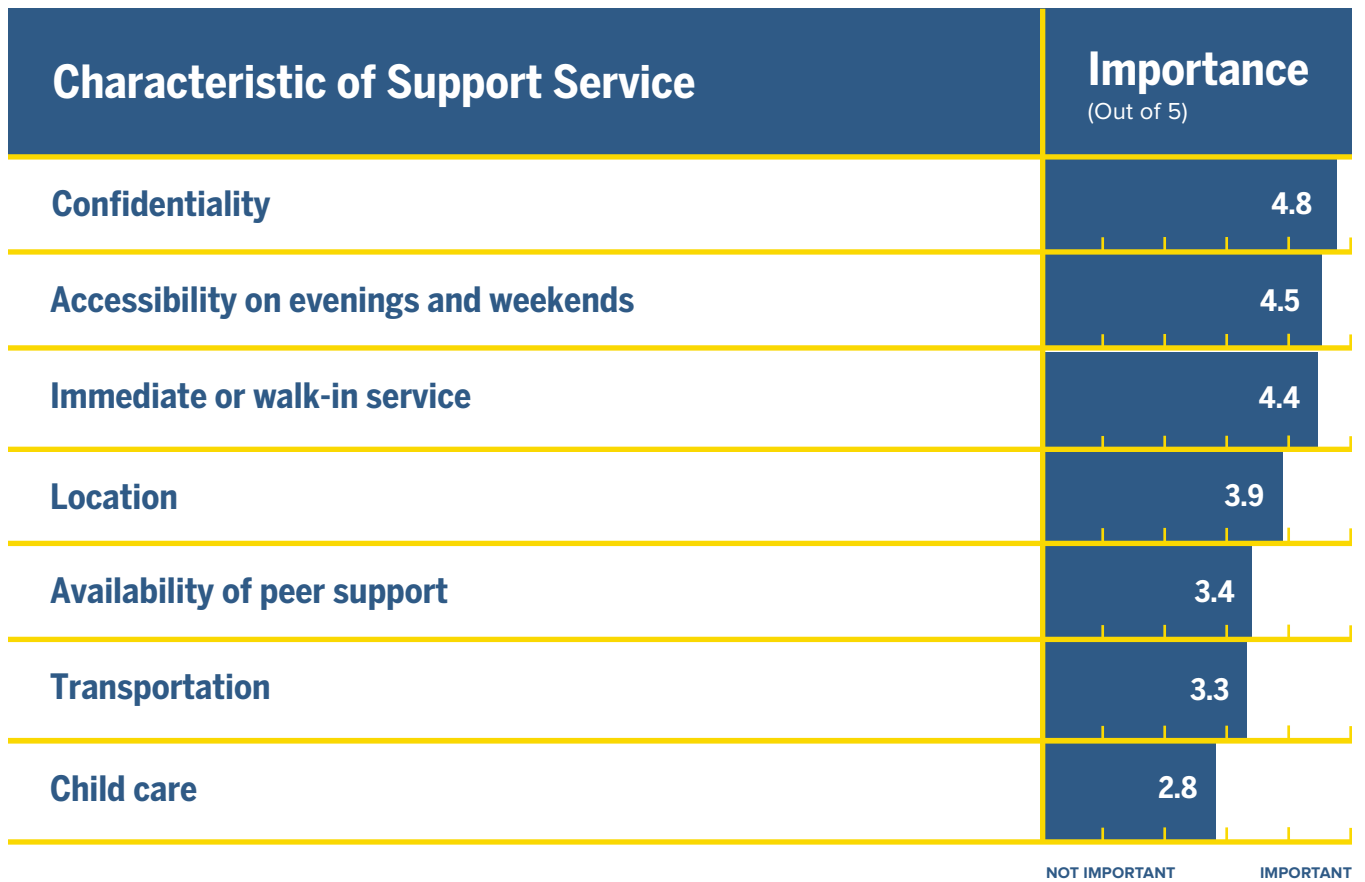 Characteristic of Support Service
Importance
(Out of 5)
Confidentiality
4.8
Accessibility on evenings and weekends
4.5
Immediate or walk-in service
4.4
Location
3.9
Availability of peer support
3.4
Transportation
3.3
Child care
2.8
NOT IMPORTANT
IMPORTANT